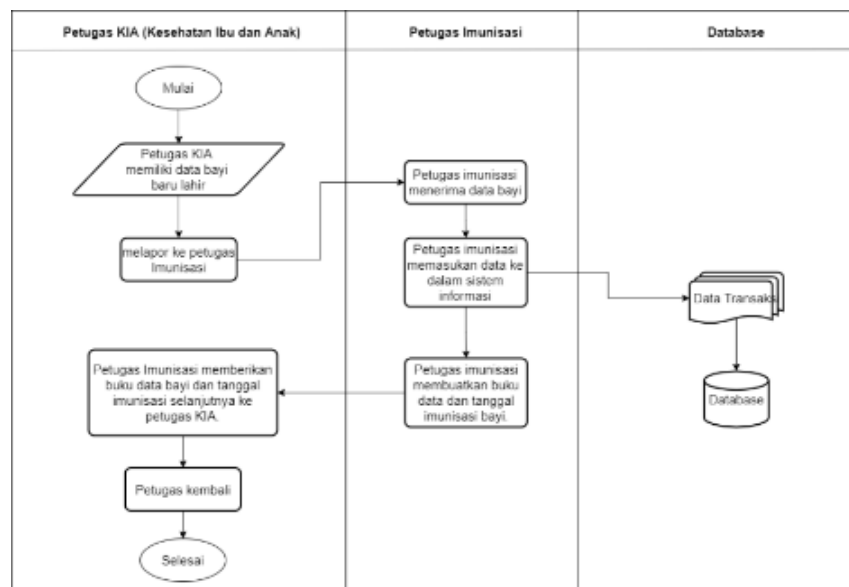 Petugas KIA (Kesehatan Ibu dan Anak)
Petugas Imunisasi
Database
Mulai
Petugas KIA
memiliki data bayi
baru lahir
melapor ke petugas
Imunisasi
Petugas imunisasi
menerima data bayi
Petugas imunisasi
memasukan data ke
dalam sistem
informasi
Data Transaks
Database
Petugas imunisasi
membuatkan buku
data dan tanggal
imunisasi bayi.
Petugas Imunisasi memberikan
buku data bayi dan tanggal
imunisasi selanjutnya ke
petugas KIA.
Petugas kembali
Selesai